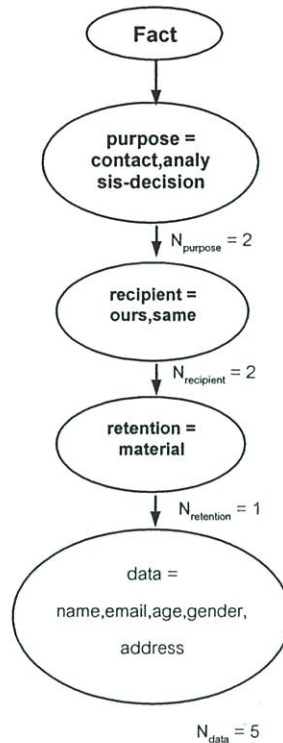 Fact
purpose =
contact,analy
sis-decision
N_purpose = 2
recipient =
ours,same
N_recipient = 2
retention =
material
N_retention = 1
data =
name,email,age,gender,
address
N_data = 5